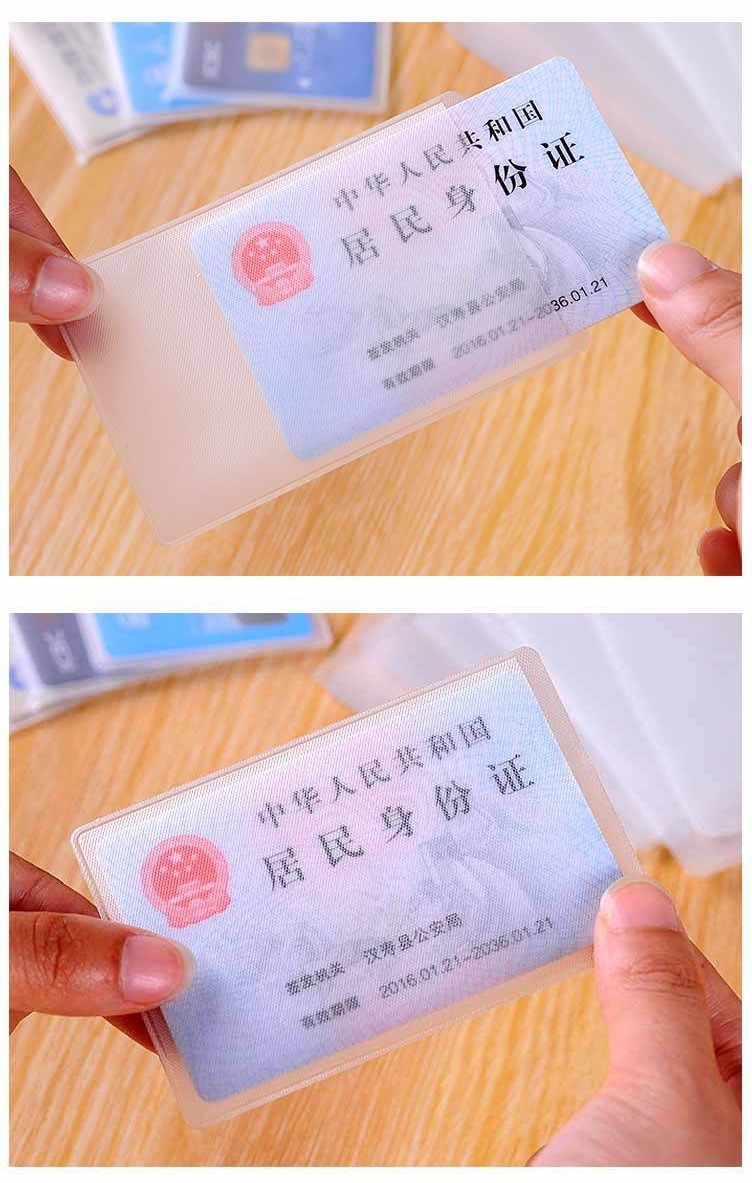 中华人民共和国
居民身份证
签发机关 汉寿县公安局
有效期限 2016.01.21-2036.01.21
中华人民共和国
居民身份证
签发机关 汉寿县公安局
有效期限 2016.01.21-2036.01.21